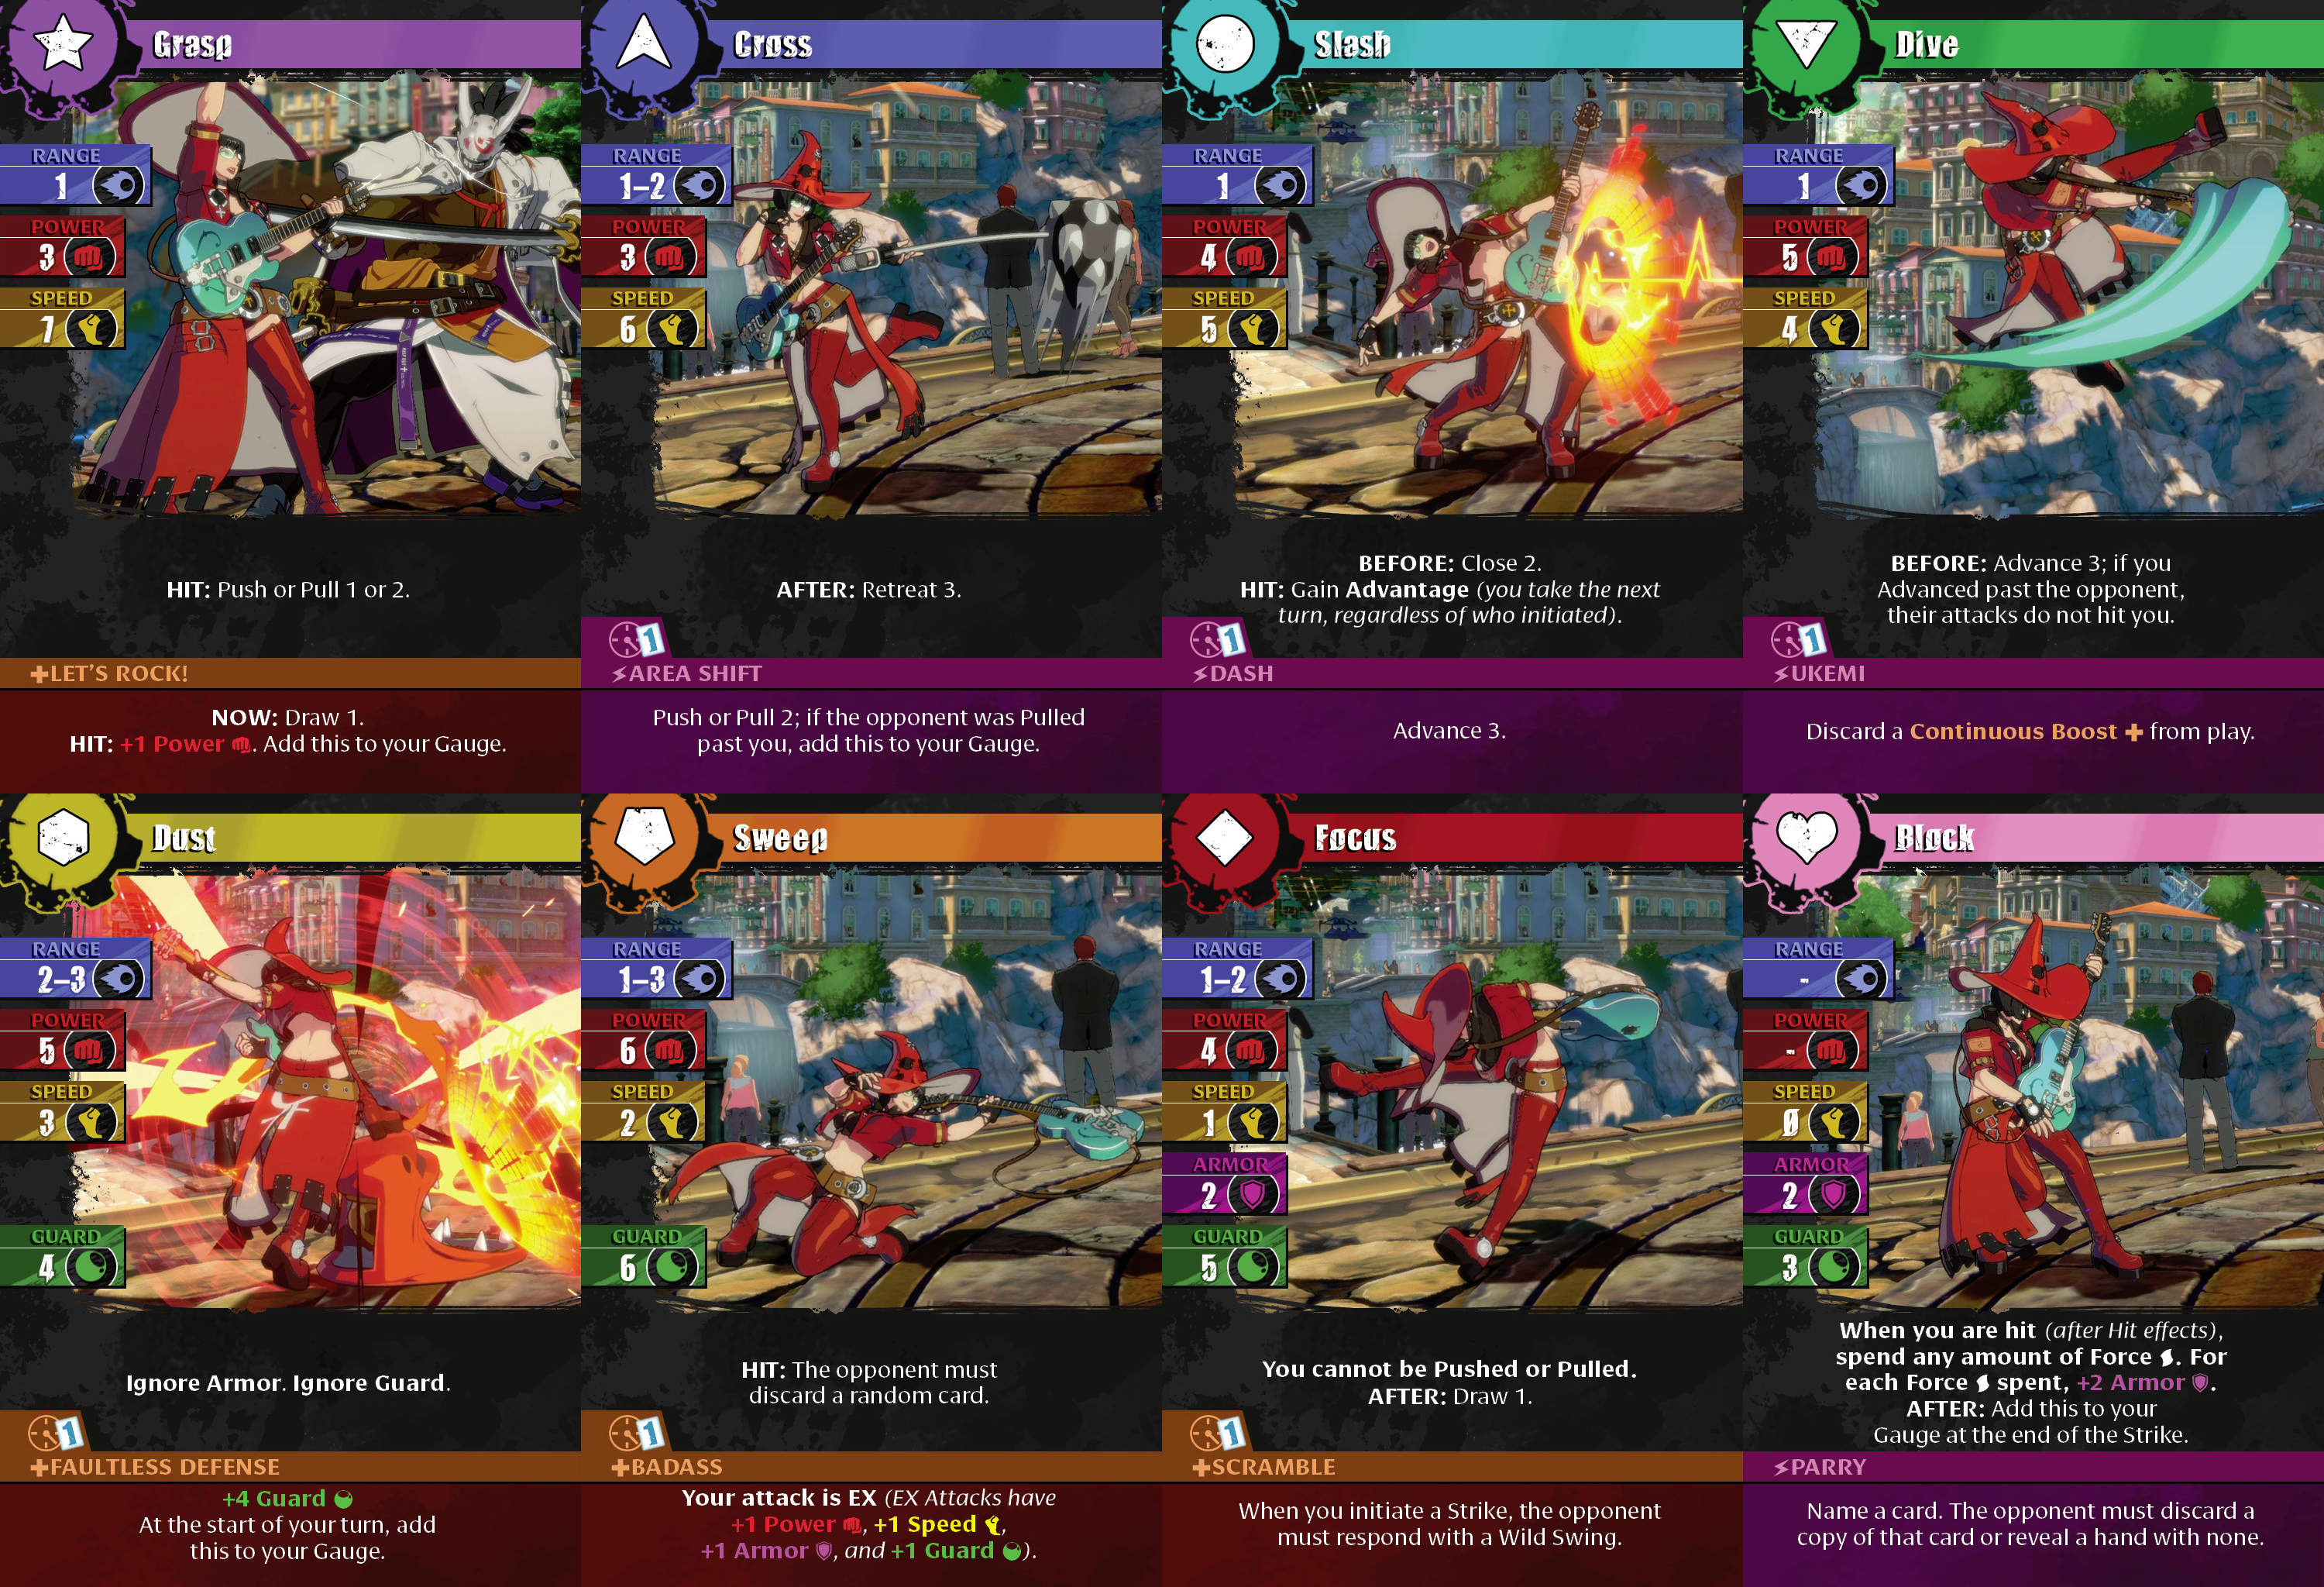 Grasp
RANGE
1
POWER
3
SPEED
7
HIT: Push or Pull 1 or 2.
LET'S ROCK!
NOW: Draw 1.
HIT: +1 Power. Add this to your Gauge.
Cross
RANGE
1–2
POWER
3
SPEED
6
AFTER: Retreat 3.
1
AREA SHIFT
Push or Pull 2; if the opponent was Pulled
past you, add this to your Gauge.
Slash
RANGE
1
POWER
4
SPEED
5
BEFORE: Close 2.
HIT: Gain Advantage (you take the next
turn, regardless of who initiated).
1
DASH
Advance 3.
Dive
RANGE
1
POWER
5
SPEED
4
BEFORE: Advance 3; if you
Advanced past the opponent,
their attacks do not hit you.
1
UKEMI
Discard a Continuous Boost + from play.
Dust
RANGE
2–3
POWER
5
SPEED
3
GUARD
4
Ignore Armor. Ignore Guard.
1
FAULTLESS DEFENSE
+4 Guard
At the start of your turn, add
this to your Gauge.
Sweep
RANGE
1–3
POWER
6
SPEED
2
GUARD
6
HIT: The opponent must
discard a random card.
1
BADASS
Your attack is EX (EX Attacks have
+1 Power, +1 Speed,
+1 Armor, and +1 Guard).
Focus
RANGE
1–2
POWER
4
SPEED
1
ARMOR
2
GUARD
5
You cannot be Pushed or Pulled.
AFTER: Draw 1.
1
SCRAMBLE
When you initiate a Strike, the opponent
must respond with a Wild Swing.
Block
RANGE
-
POWER
-
SPEED
0
ARMOR
2
GUARD
3
When you are hit (after Hit effects),
spend any amount of Force. For
each Force spent, +2 Armor.
AFTER: Add this to your
Gauge at the end of the Strike.
PARRY
Name a card. The opponent must discard a
copy of that card or reveal a hand with none.